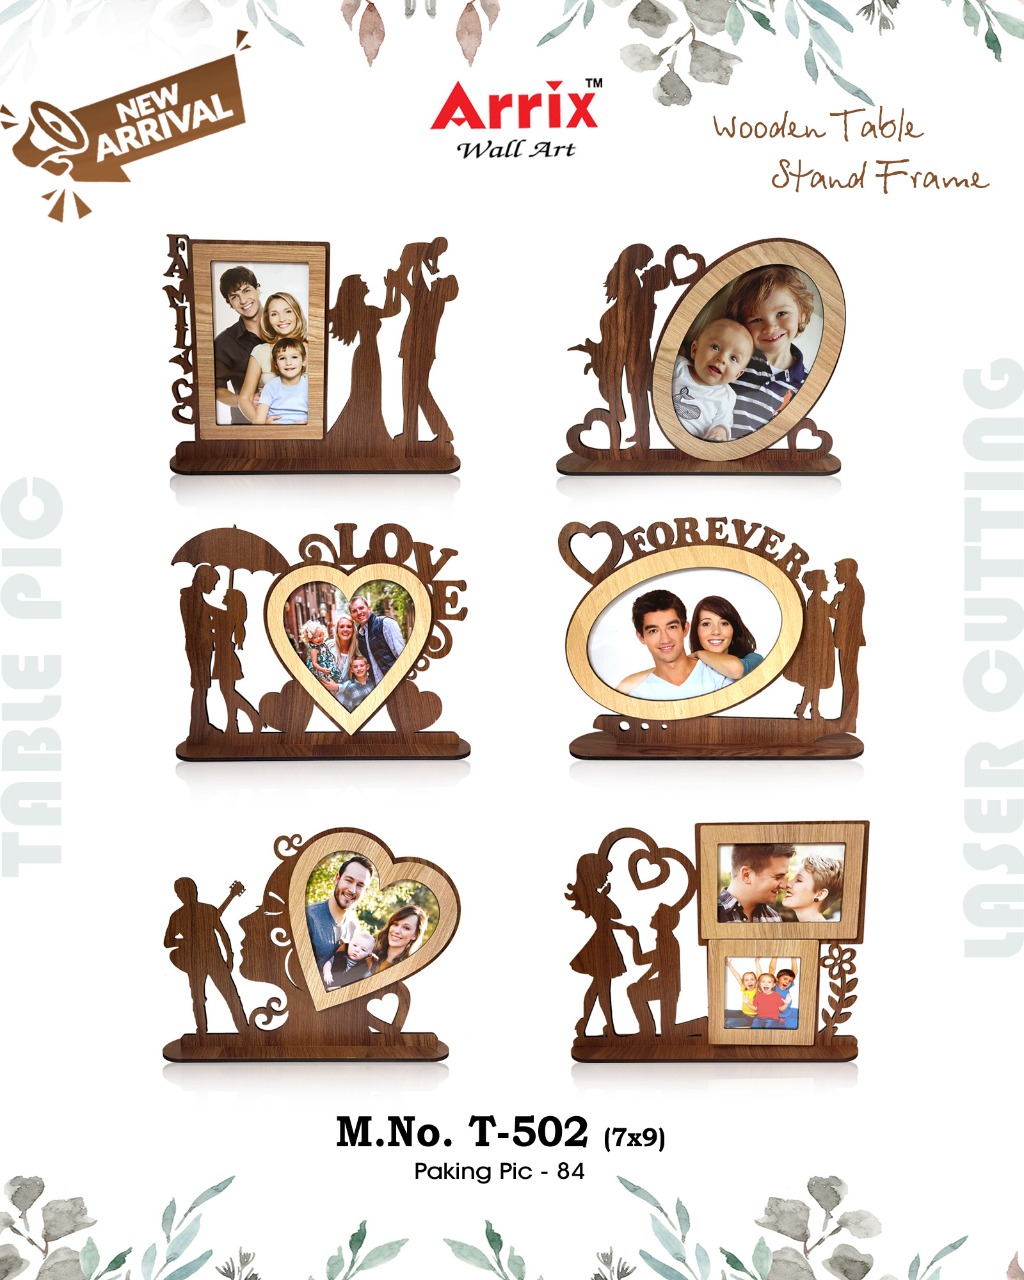 NEW
ARRIVAL
Arrix™
Wall Art
Wooden Table
Stand Frame
FAMILY
LOVE
FOREVER
TABLE PIC
LASER CUTTING
M.No. T-502 (7x9)
Paking Pic - 84